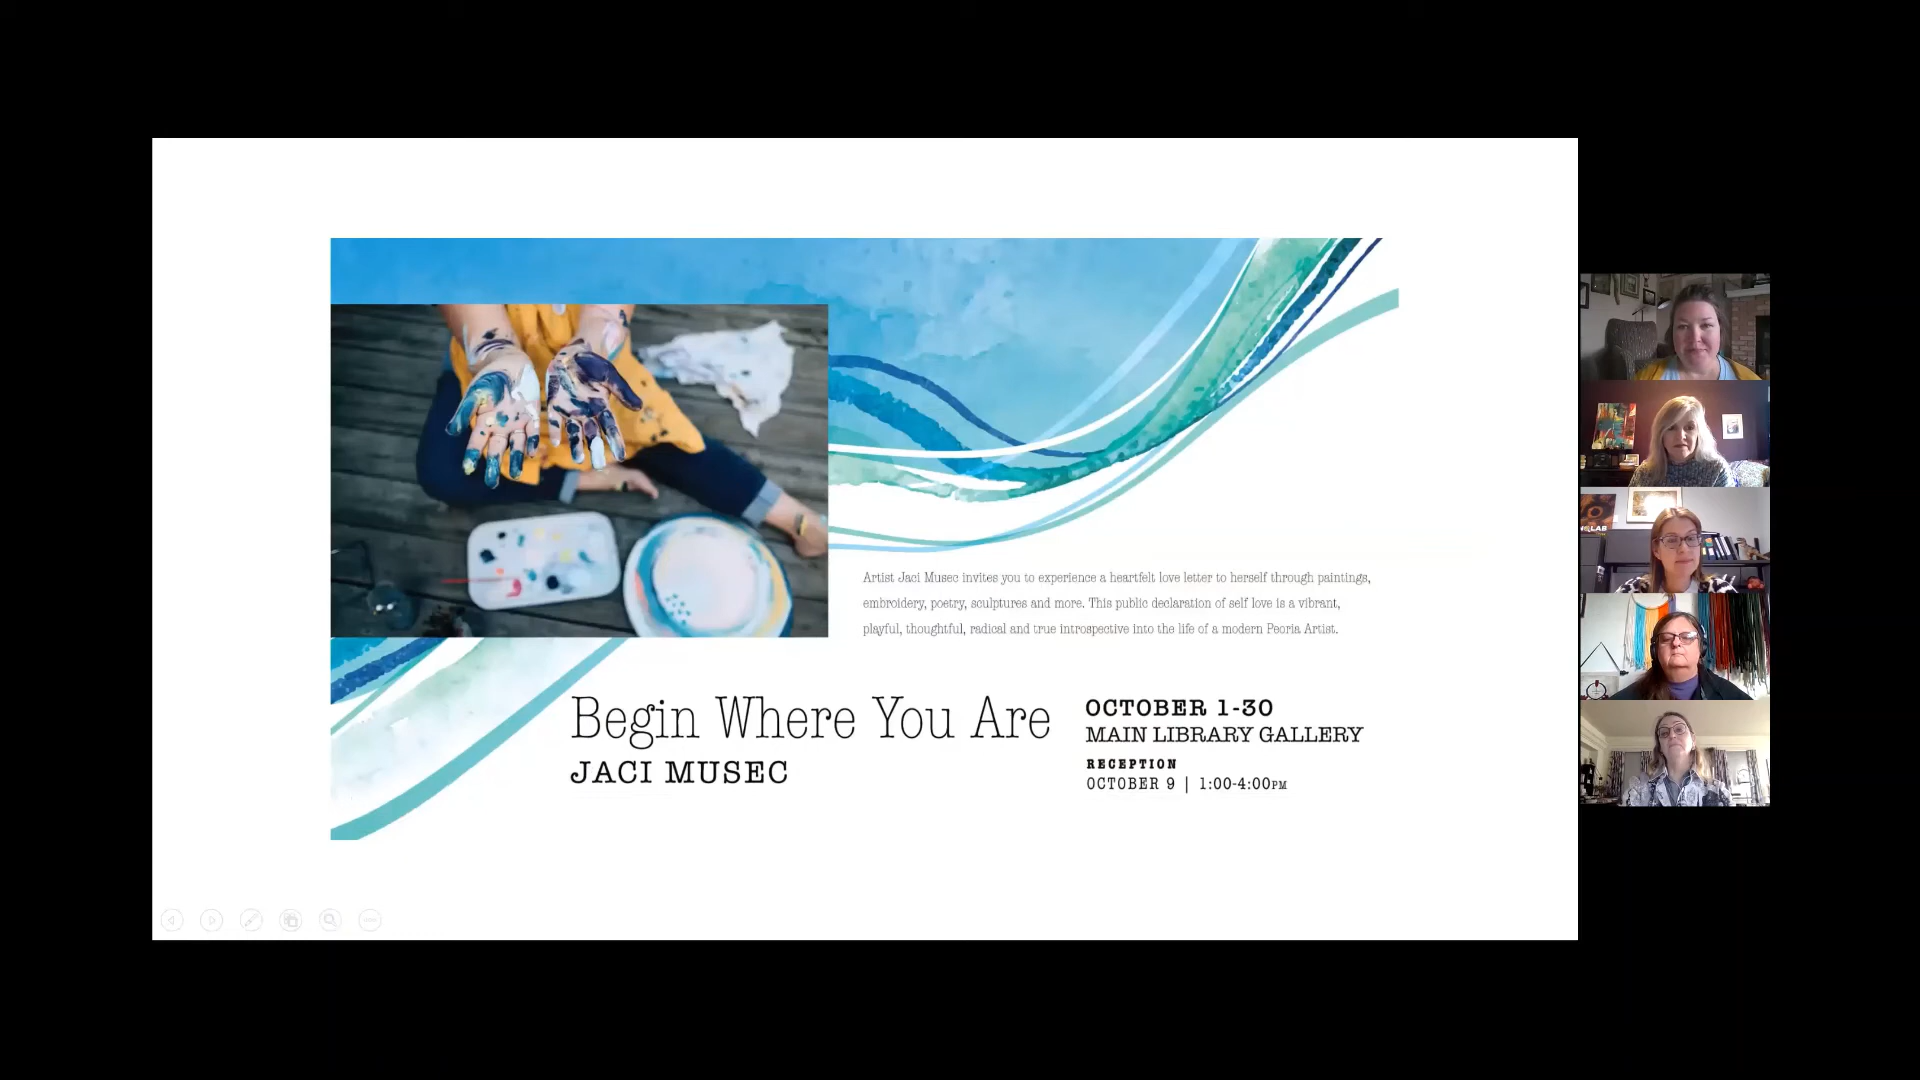 Artist Jaci Musec invites you to experience a heartfelt love letter to herself through paintings,
embroidery, poetry, sculptures and more. This public declaration of self love is a vibrant,
playful, thoughtful, radical and true introspective into the life of a modern Peoria Artist.
Begin Where You Are
JACI MUSEC
OCTOBER 1-30
MAIN LIBRARY GALLERY
RECEPTION
OCTOBER 9 | 1:00-4:00PM
LAB